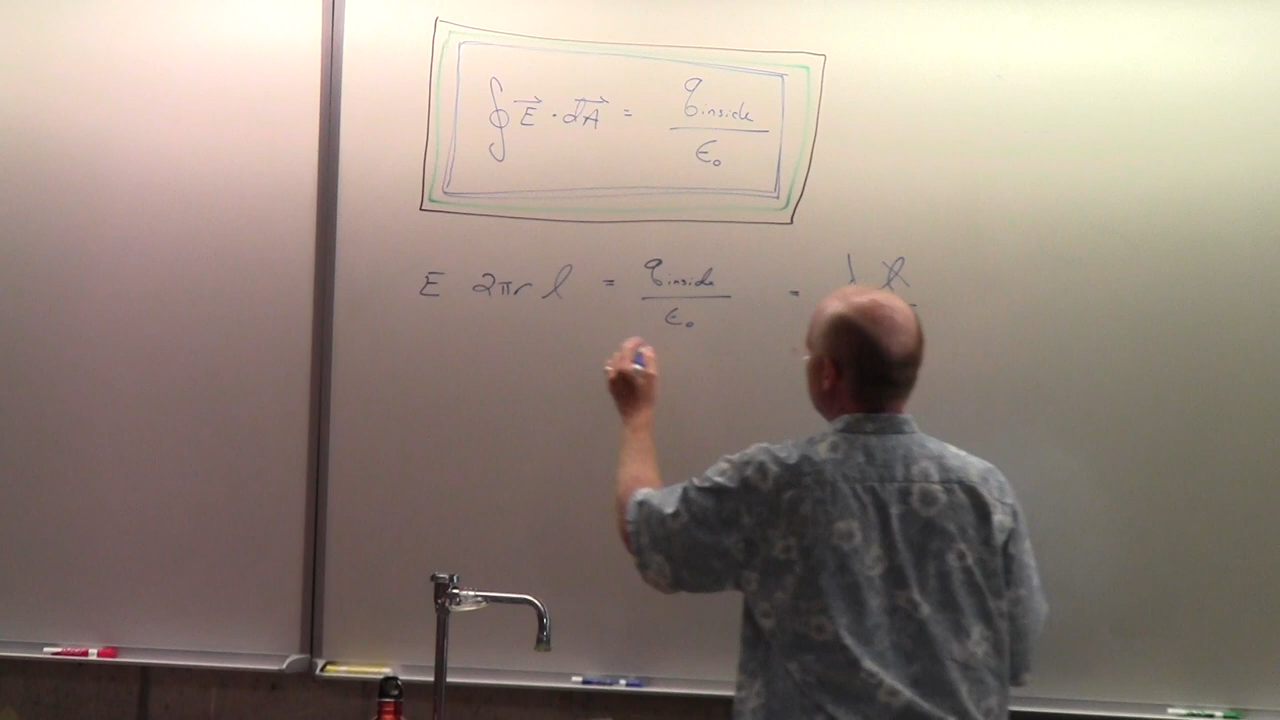 ∮ E⃗ · dA⃗ = q_inside / ε₀
E 2πr l = q_inside / ε₀ = λ l